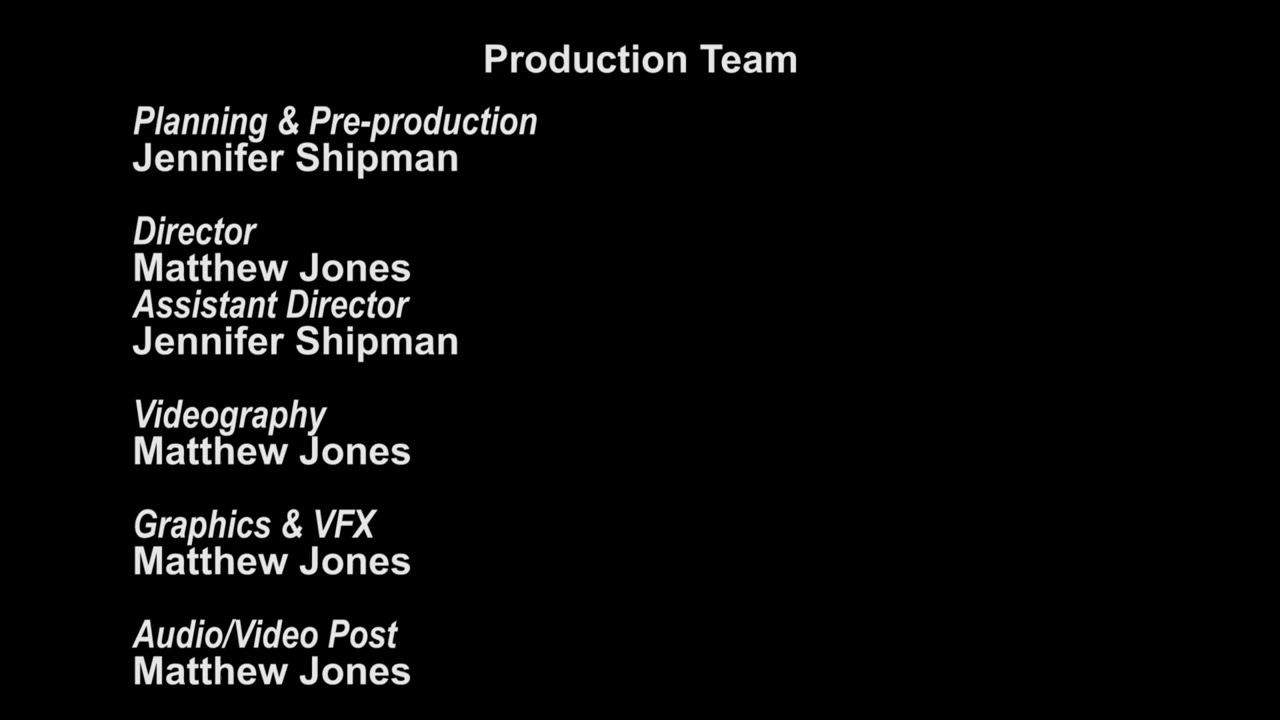 Production Team
Planning & Pre-production
Jennifer Shipman
Director
Matthew Jones
Assistant Director
Jennifer Shipman
Videography
Matthew Jones
Graphics & VFX
Matthew Jones
Audio/Video Post
Matthew Jones